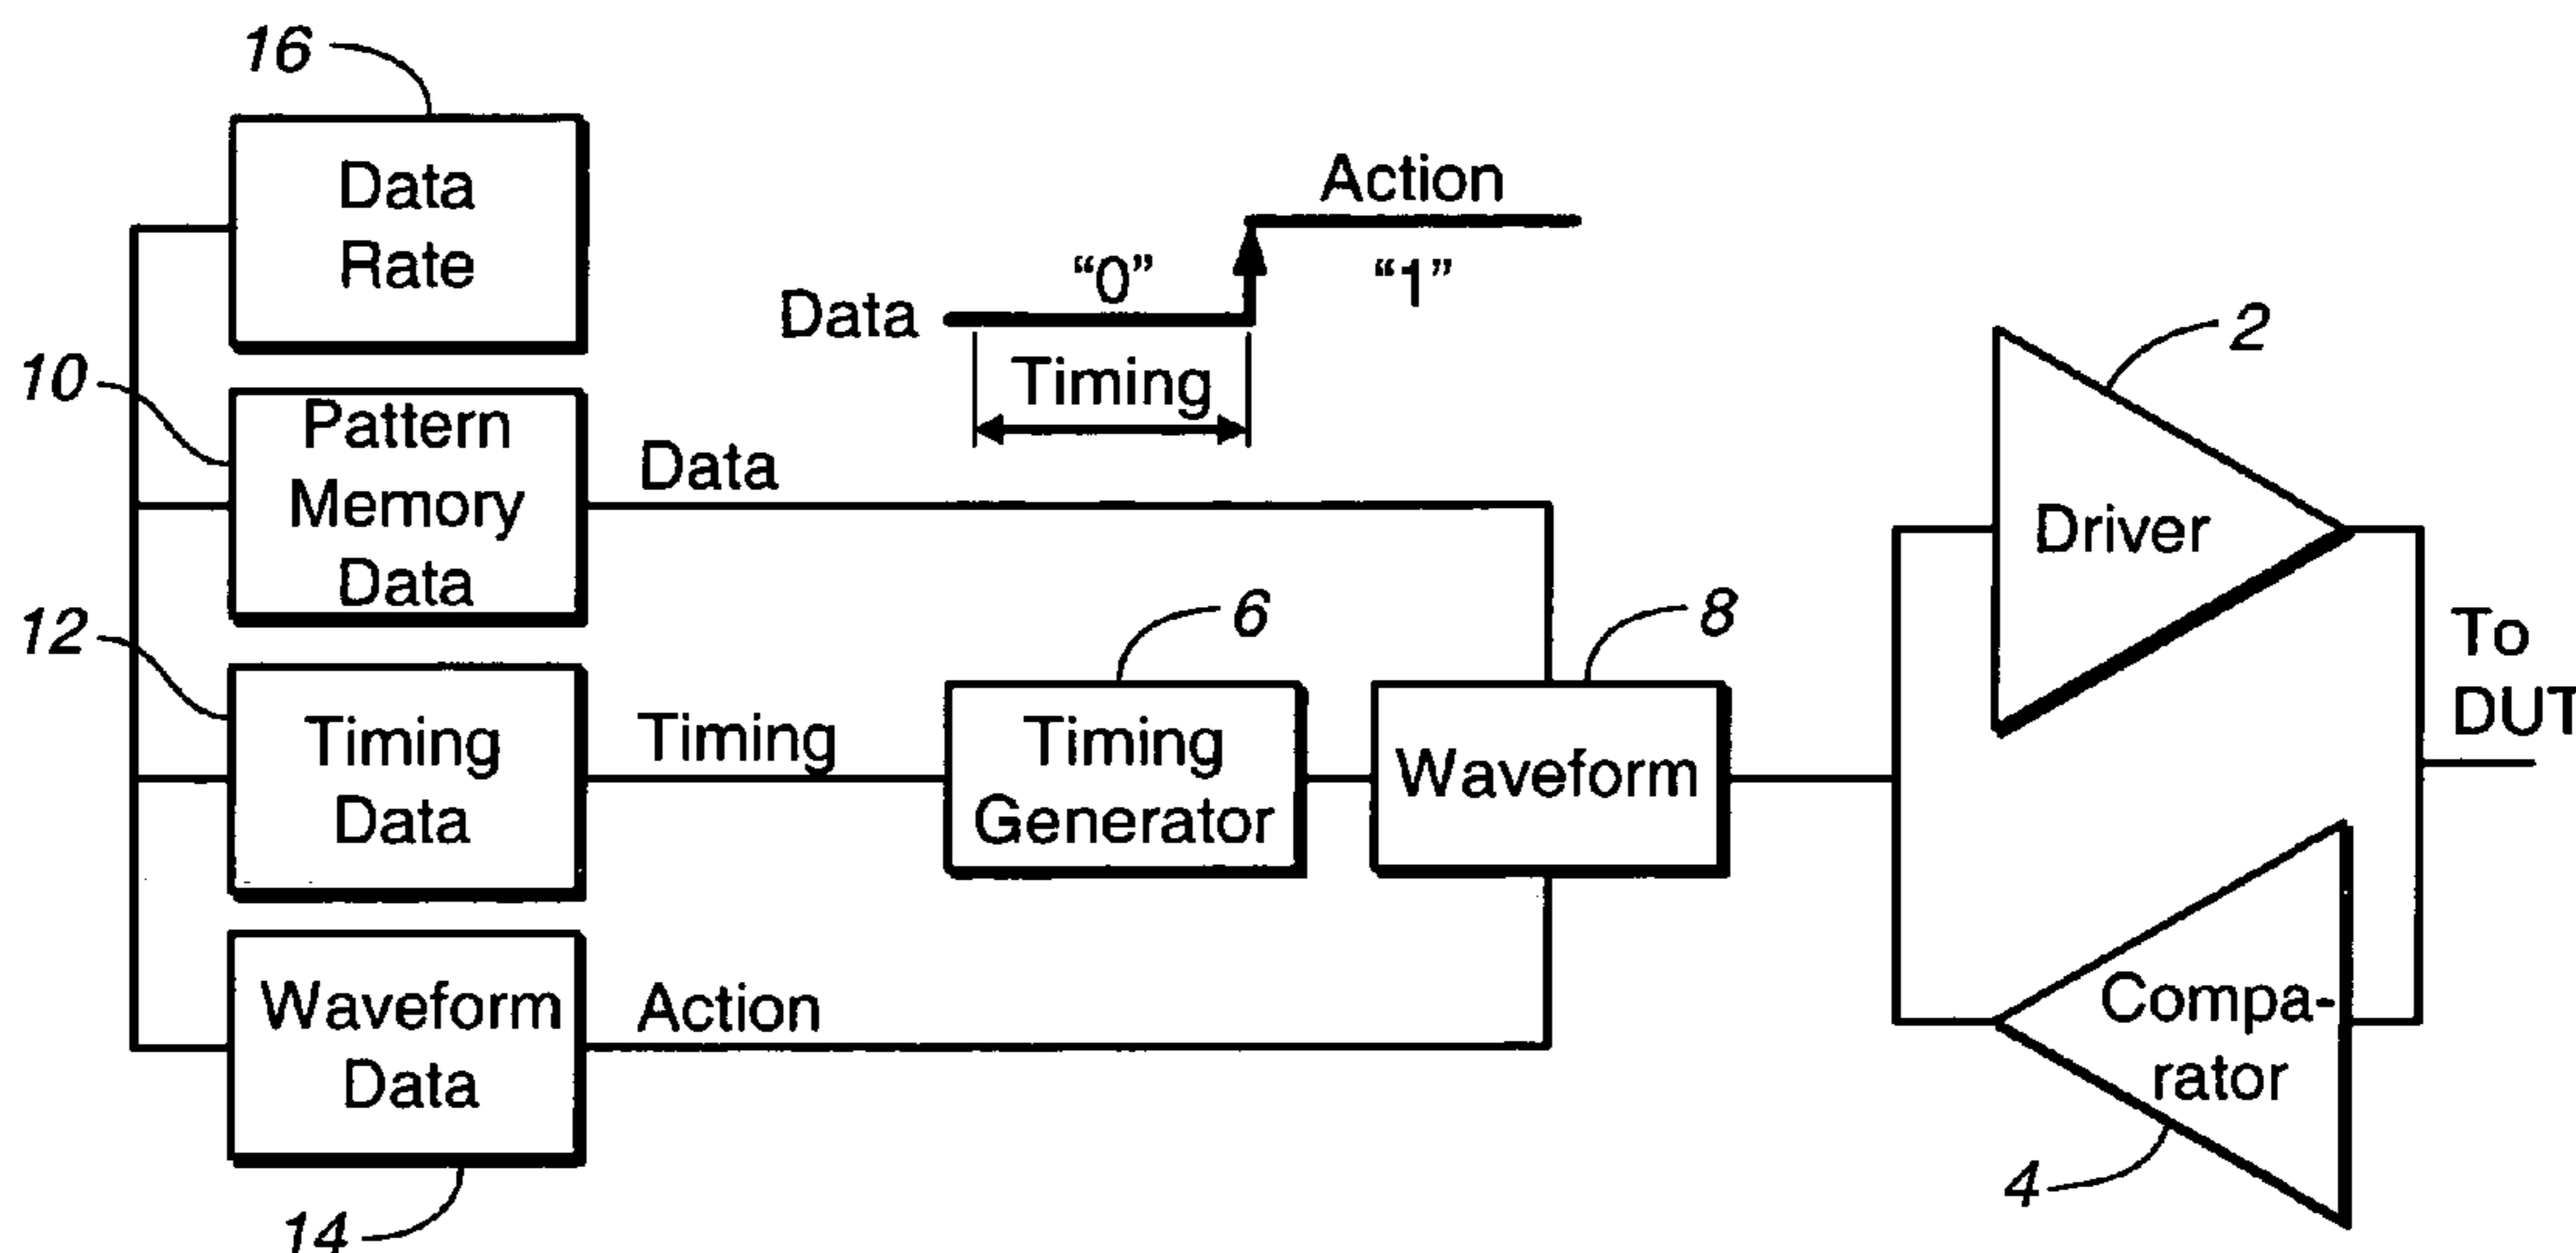 16
Data
Rate
Action
"0"
"1"
Data
Timing
2
10
Pattern
Memory
Data
Data
Driver
12
6
8
To
DUT
Timing
Data
Timing
Timing
Generator
Waveform
Waveform
Data
Action
Compa-
rator
14
4